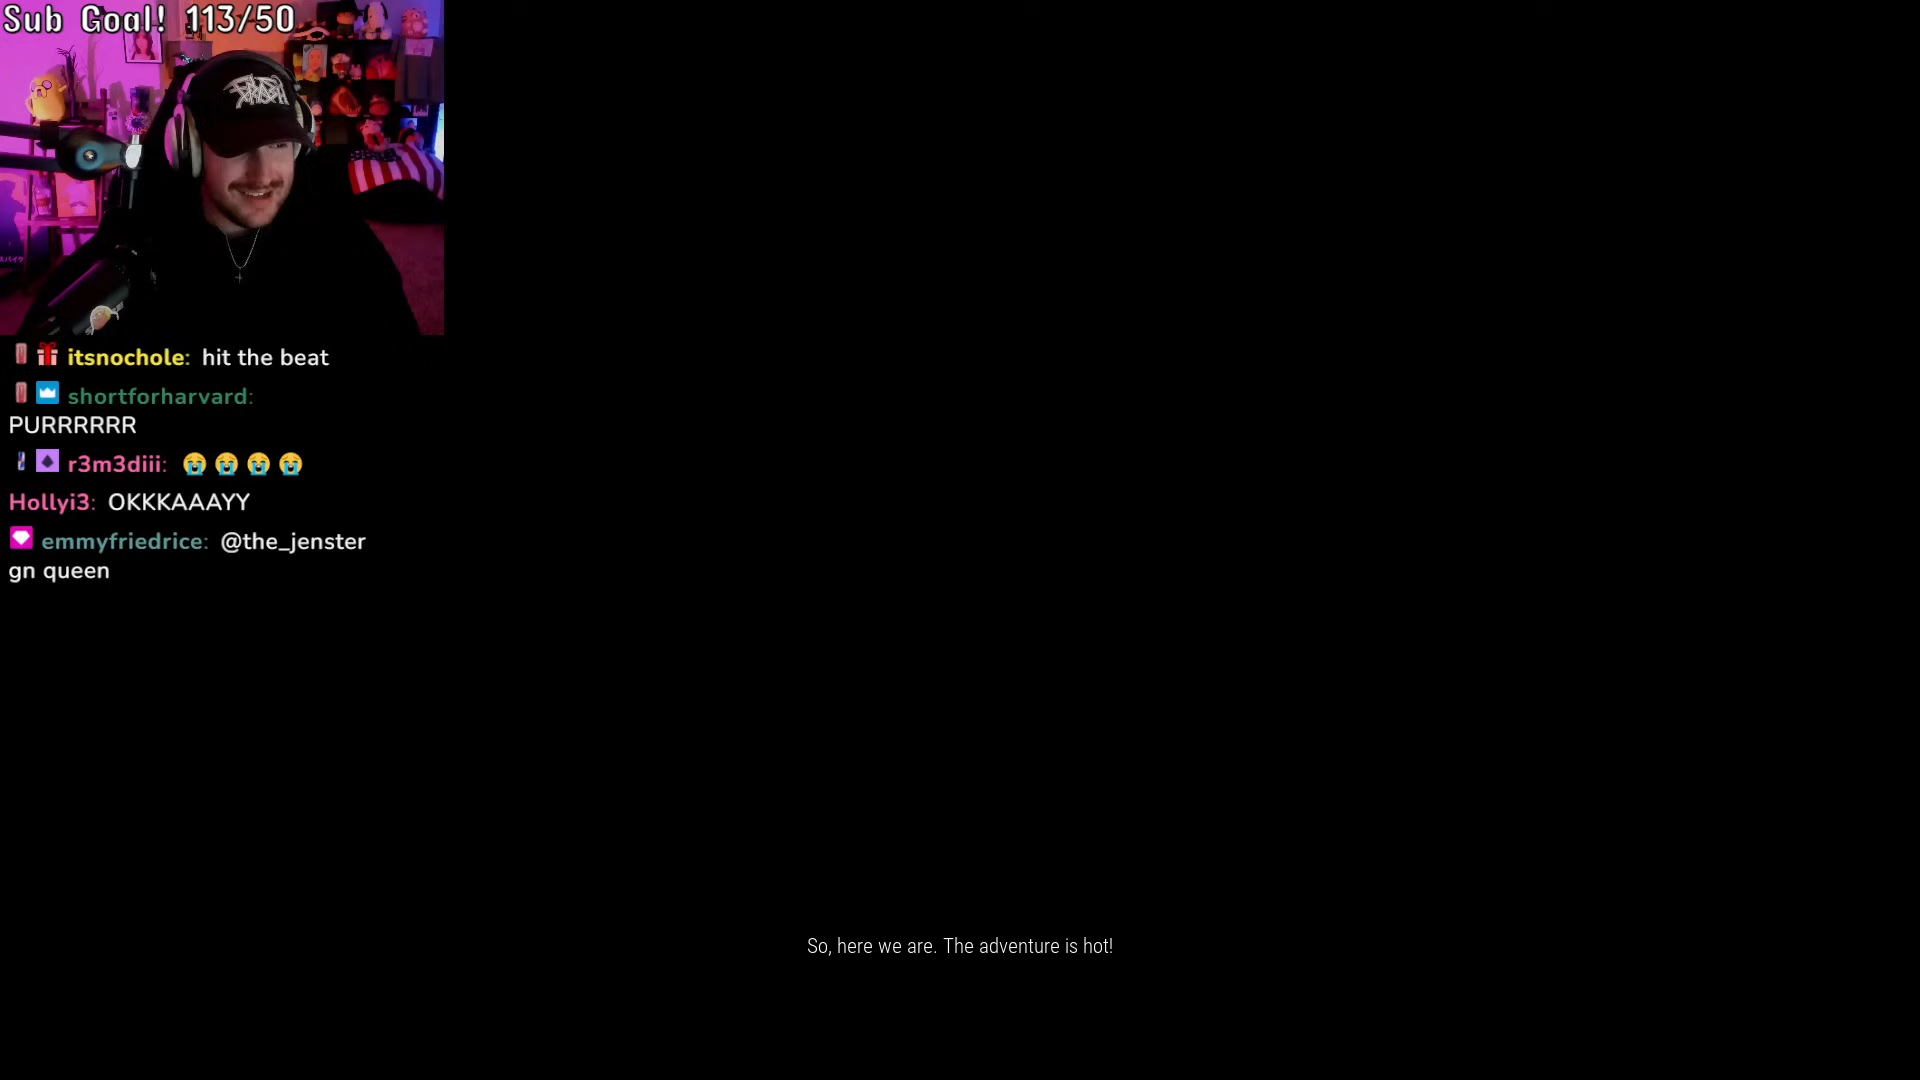 Sub Goal! 113/50
itsnochole: hit the beat
shortforharvard:
PURRRRRR
r3m3diii: 😭 😭 😭 😭
Hollyi3: OKKKAAAYY
emmyfriedrice: @the_jenster
gn queen
So, here we are. The adventure is hot!